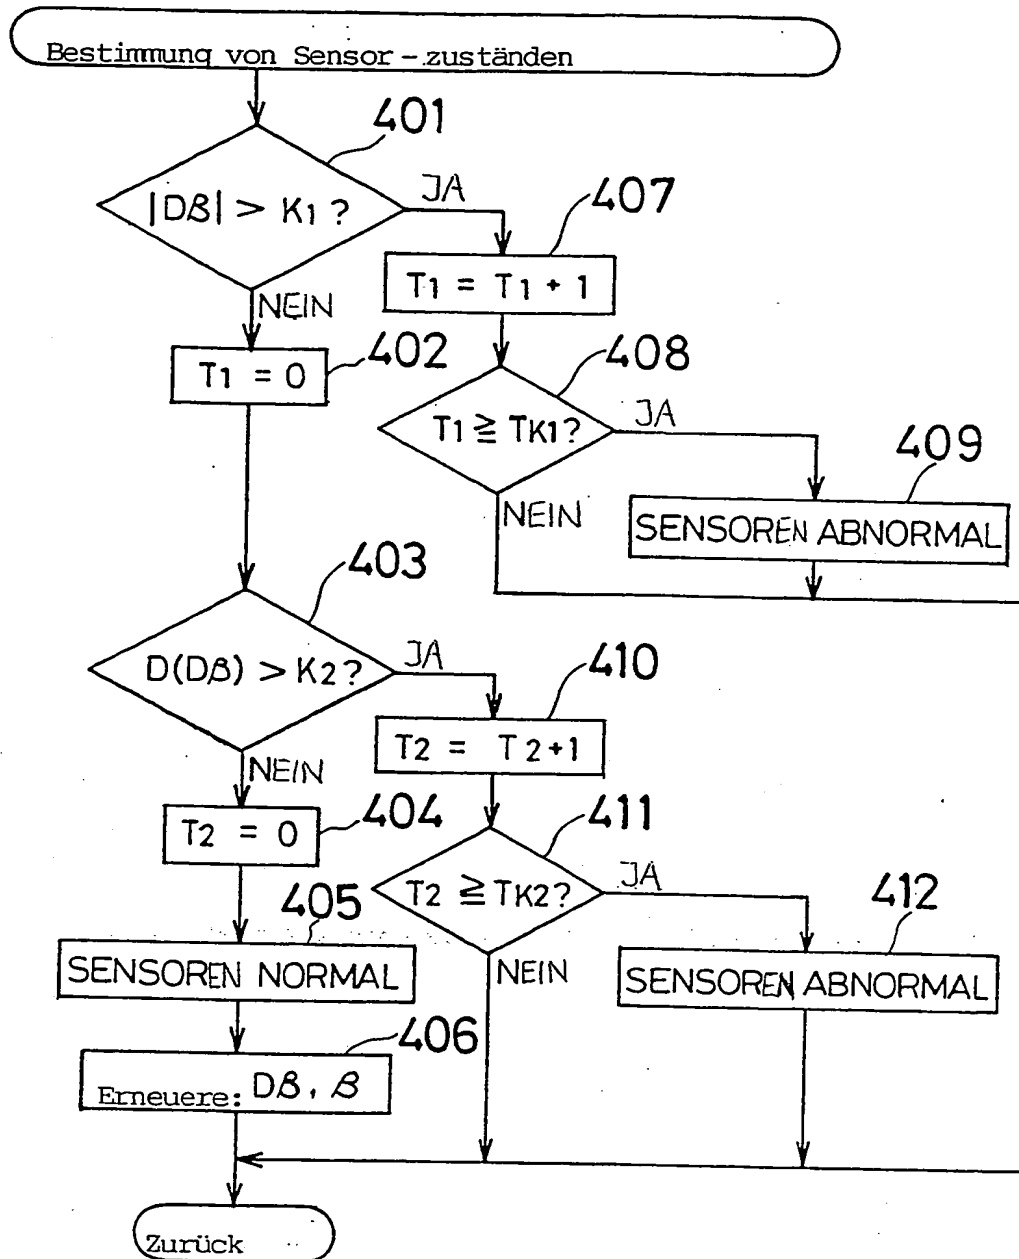 Bestimmung von Sensor-zuständen
401
|Dβ| > K1 ?
JA
407
T1 = T1 + 1
NEIN
402
T1 = 0
408
T1 ≧ TK1?
JA
409
NEIN
SENSOREN ABNORMAL
403
D(Dβ) > K2?
JA
410
T2 = T2+1
NEIN
404
T2 = 0
411
T2 ≧ TK2?
JA
412
405
SENSOREN NORMAL
NEIN
SENSOREN ABNORMAL
406
Erneuere: Dβ, β
Zurück